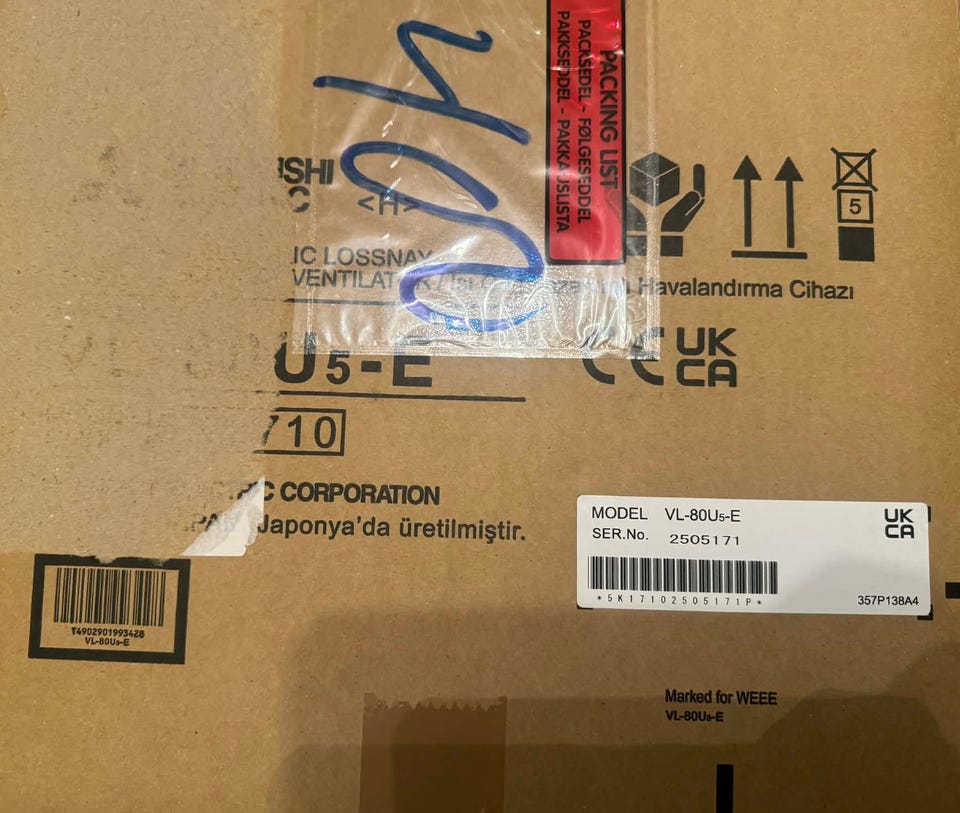 PACKING LIST
PACKSEDEL - FØLGESEDDEL
PAKKSEDDEL - PAKKAUSLISTA
ISHI
<H>
5
IC LOSSNAY
VENTILAT
Havalandırma Cihazı
U5-E
CE UK CA
710
C CORPORATION
Japonya'da üretilmiştir.
MODEL VL-80U5-E
UK CA
SER.No. 2505171
*5K17102505171P*
357P138A4
T4902901993428
VL-80U5-E
Marked for WEEE
VL-80U5-E